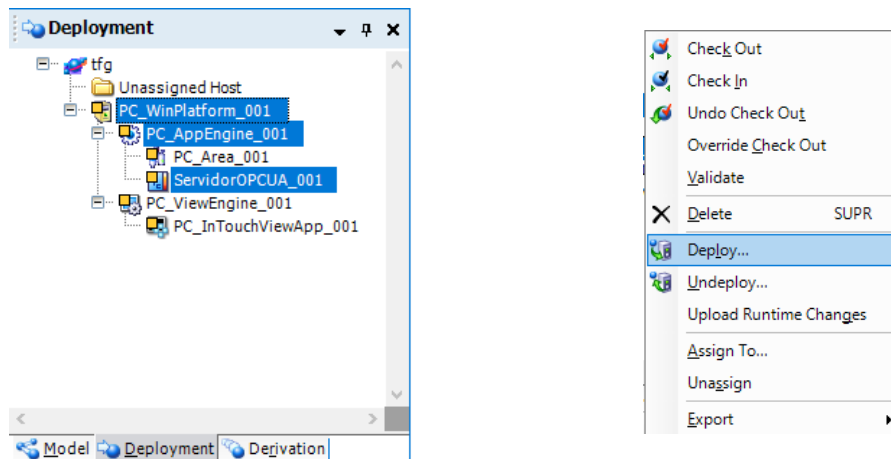 Deployment
tfg
Unassigned Host
PC_WinPlatform_001
PC_AppEngine_001
PC_Area_001
ServidorOPCUA_001
PC_ViewEngine_001
PC_InTouchViewApp_001
Model Deployment Derivation
Check Out
Check In
Undo Check Out
Override Check Out
Validate
Delete SUPR
Deploy...
Undeploy...
Upload Runtime Changes
Assign To...
Unassign
Export